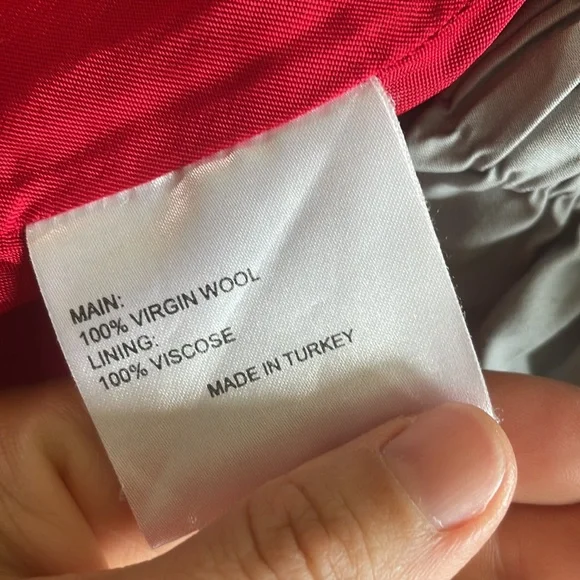 MAIN:
100% VIRGIN WOOL
LINING:
100% VISCOSE
MADE IN TURKEY